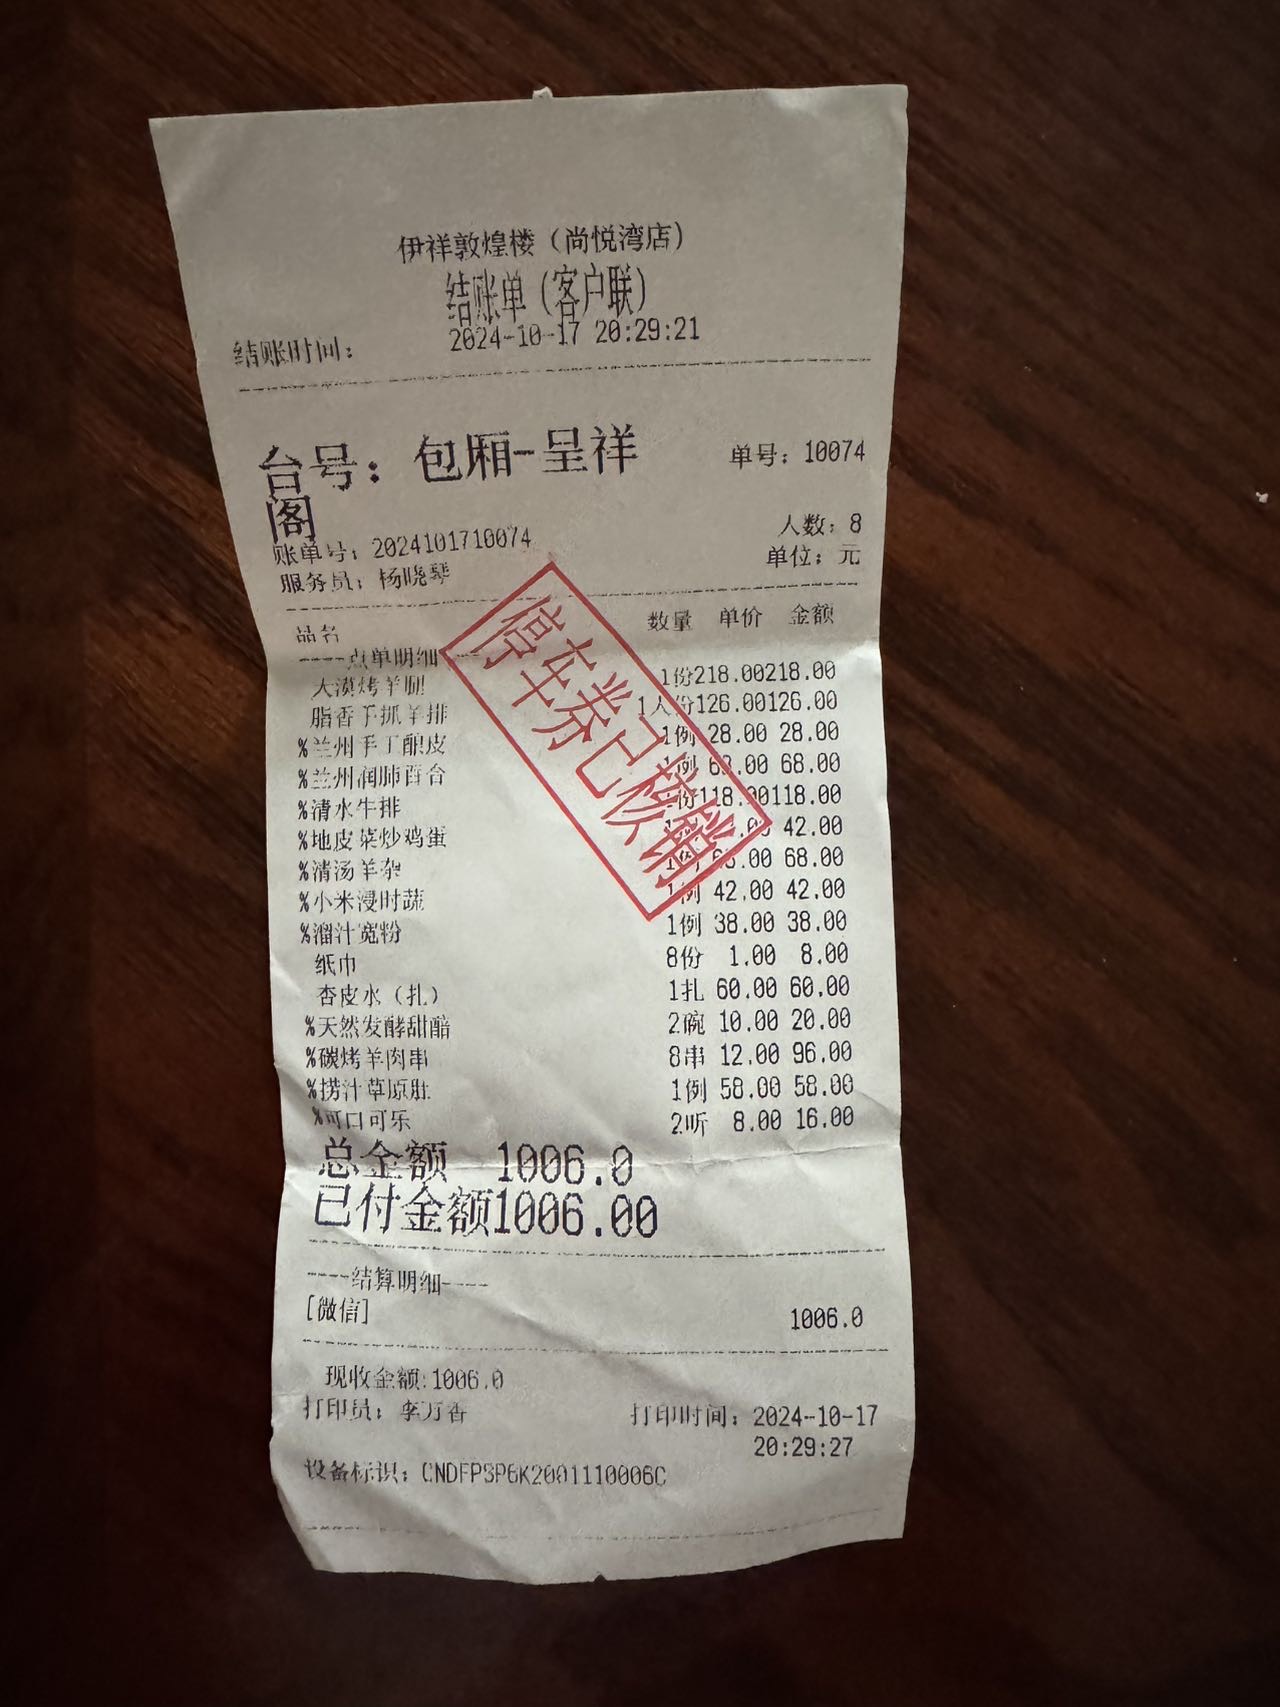 伊祥敦煌楼（尚悦湾店）
结账单（客户联）
结账时间： 2024-10-17 20:29:21
台号：包厢-呈祥阁 单号：10074
人数：8
账单号：2024101710074
单位：元
服务员：杨晓琴
品名 数量 单价 金额
----点单明细----
大漠烤羊腿 1份218.00218.00
脂香手抓羊排 1人份126.00126.00
%兰州手工酿皮 1例 28.00 28.00
%兰州润肺百合 1例 68.00 68.00
%清水牛排 1份118.00118.00
%地皮菜炒鸡蛋 42.00
%清汤羊杂 1例 68.00 68.00
%小米浸时蔬 1例 42.00 42.00
%溜汁宽粉 1例 38.00 38.00
纸巾 8份 1.00 8.00
杏皮水（扎） 1扎 60.00 60.00
%天然发酵甜醅 2碗 10.00 20.00
%碳烤羊肉串 8串 12.00 96.00
%捞汁草原肚 1例 58.00 58.00
%可口可乐 2听 8.00 16.00
总金额 1006.0
已付金额1006.00
----结算明细----
[微信] 1006.0
现收金额:1006.0
打印员：李万香 打印时间：2024-10-17
20:29:27
设备标识：CNDFPSP6K2001110006C
停车券已核销